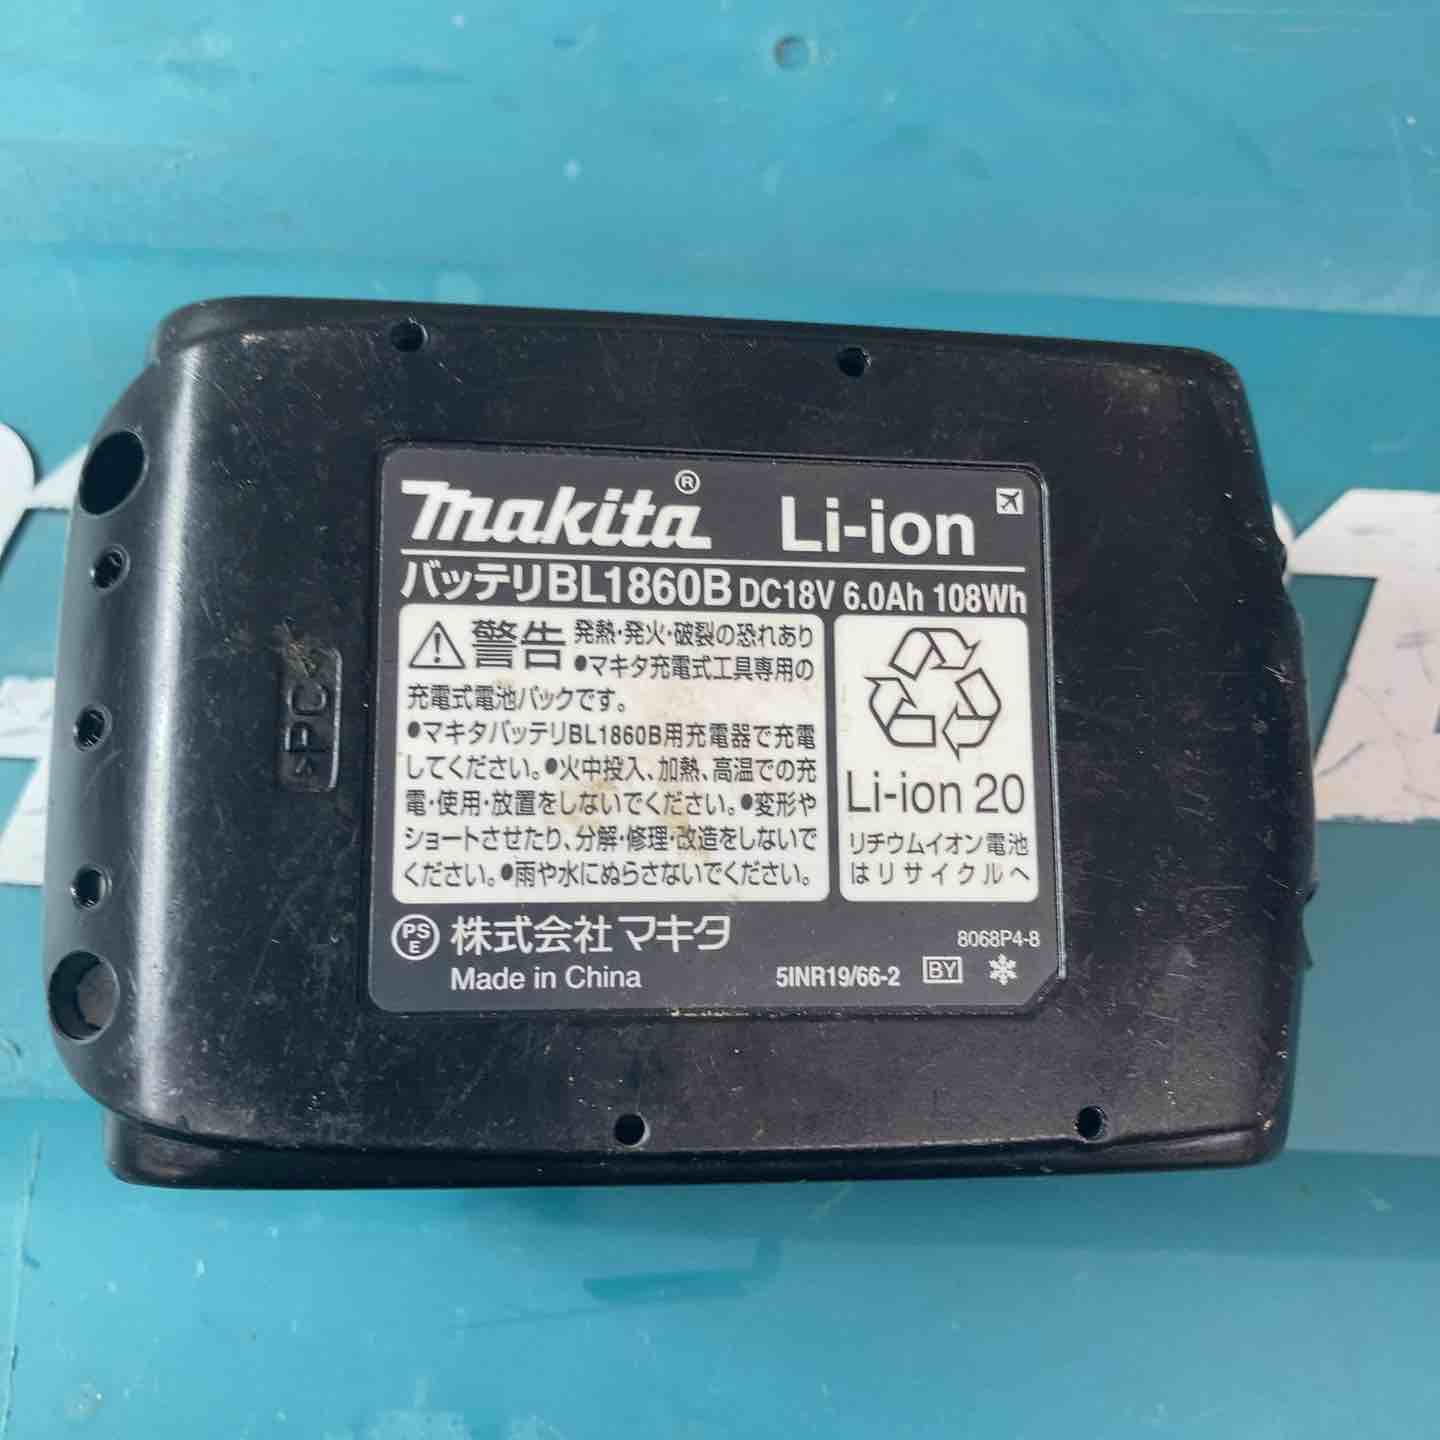 makita®
Li-ion
バッテリBL1860B DC18V 6.0Ah 108Wh
警告 発熱・発火・破裂の恐れあり
●マキタ充電式工具専用の
充電式電池パックです。
●マキタバッテリBL1860B用充電器で充電
してください。●火中投入、加熱、高温での充
電・使用・放置をしないでください。●変形や
ショートさせたり、分解・修理・改造をしないで
ください。●雨や水にぬらさないでください。
Li-ion 20
リチウムイオン電池
はリサイクルへ
PS
E
株式会社マキタ
Made in China
8068P4-8
5INR19/66-2
BY
>PC<